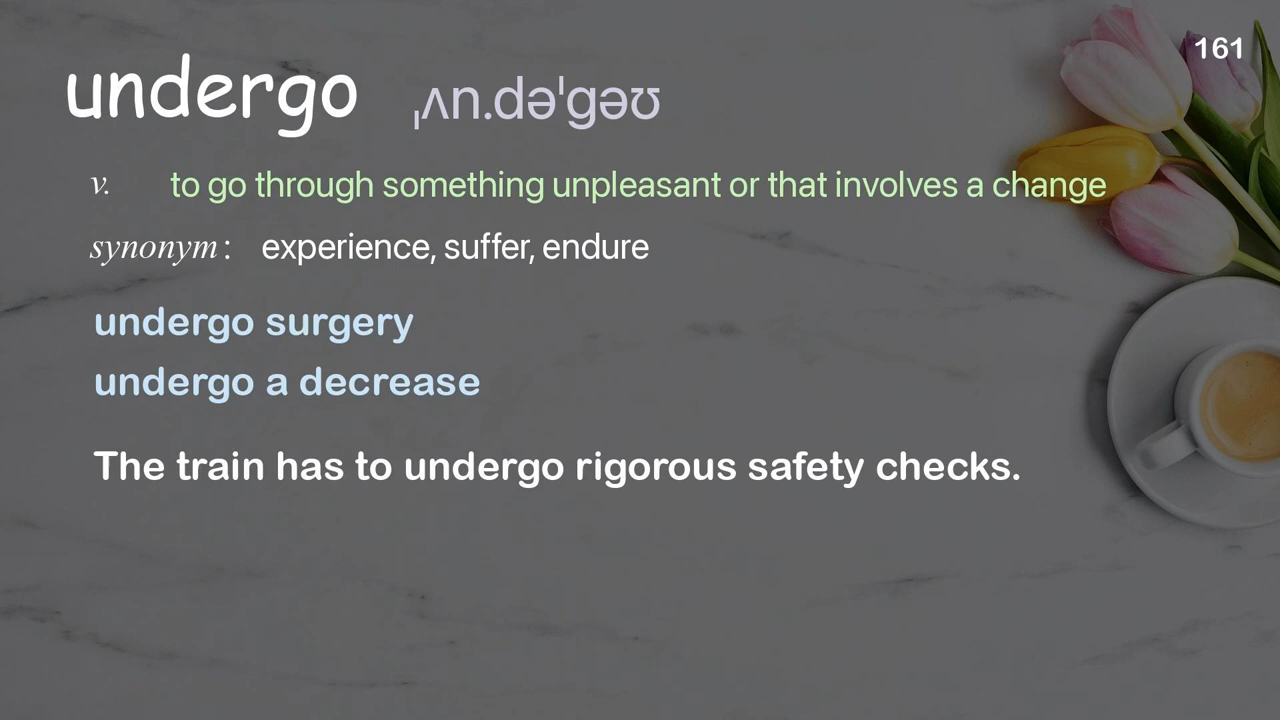 161
undergo ˌʌn.dəˈɡəʊ
v. to go through something unpleasant or that involves a change
synonym: experience, suffer, endure
undergo surgery
undergo a decrease
The train has to undergo rigorous safety checks.